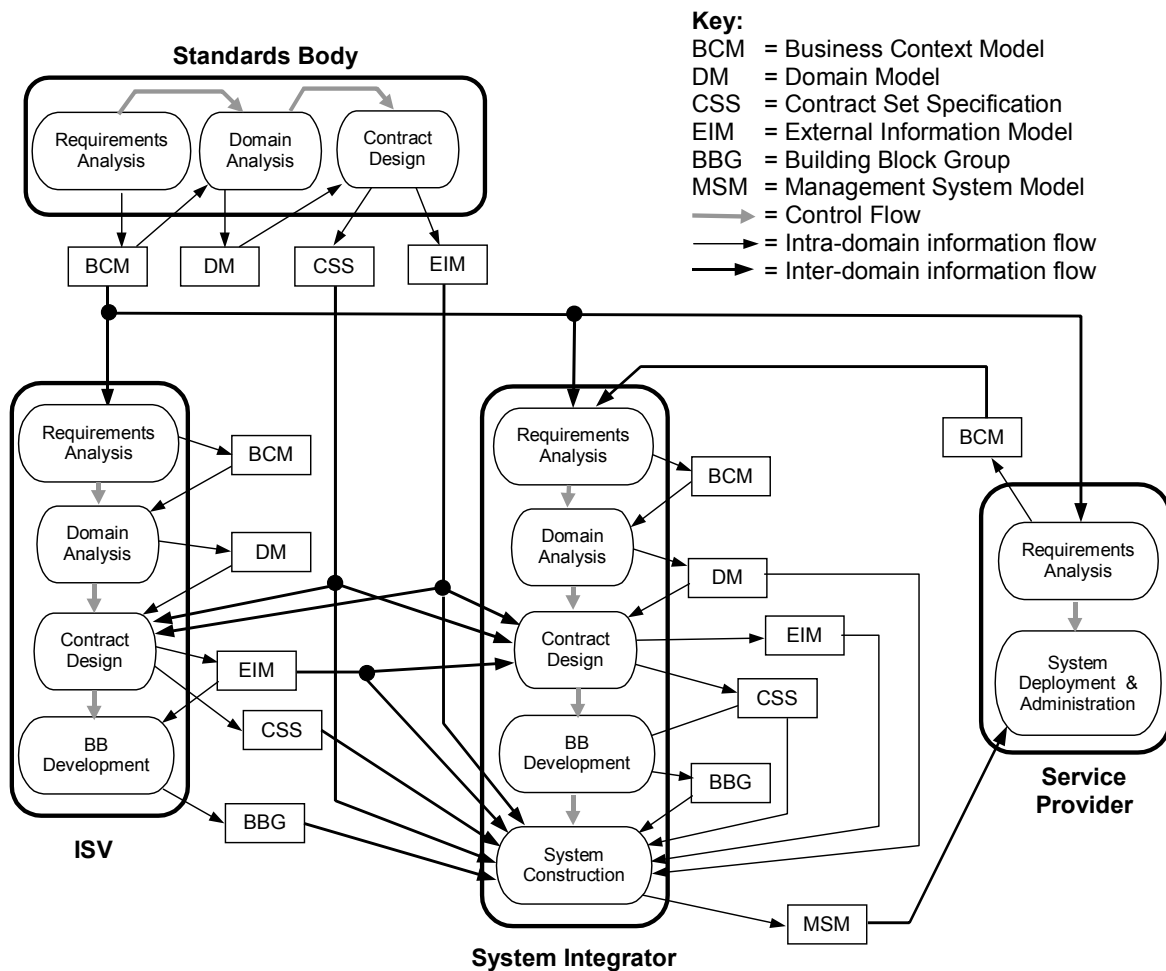 Key:
BCM = Business Context Model
DM = Domain Model
CSS = Contract Set Specification
EIM = External Information Model
BBG = Building Block Group
MSM = Management System Model
= Control Flow
= Intra-domain information flow
= Inter-domain information flow
Standards Body
Requirements
Analysis
Domain
Analysis
Contract
Design
BCM
DM
CSS
EIM
Requirements
Analysis
BCM
Domain
Analysis
DM
Contract
Design
EIM
CSS
BB
Development
BBG
ISV
Requirements
Analysis
BCM
Domain
Analysis
DM
Contract
Design
EIM
CSS
BB
Development
BBG
System
Construction
MSM
System Integrator
BCM
Requirements
Analysis
System
Deployment &
Administration
Service
Provider